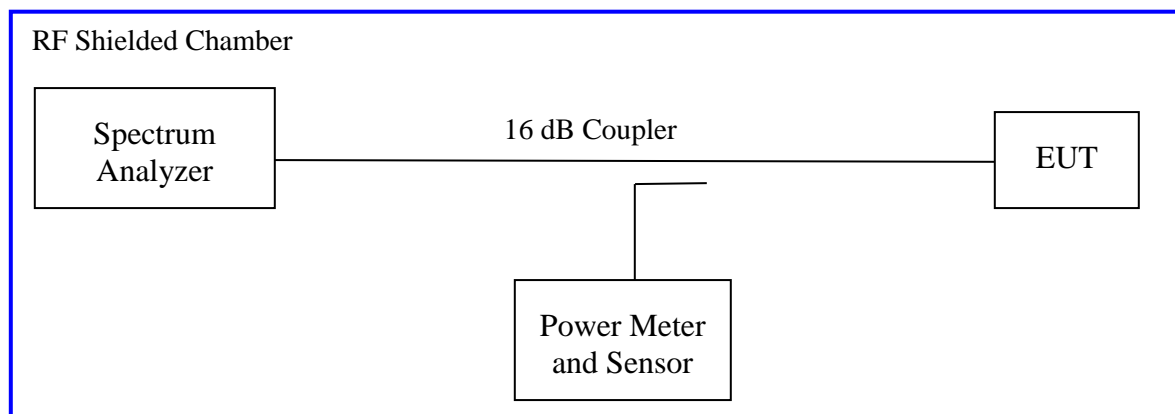 RF Shielded Chamber
Spectrum
Analyzer
16 dB Coupler
EUT
Power Meter
and Sensor